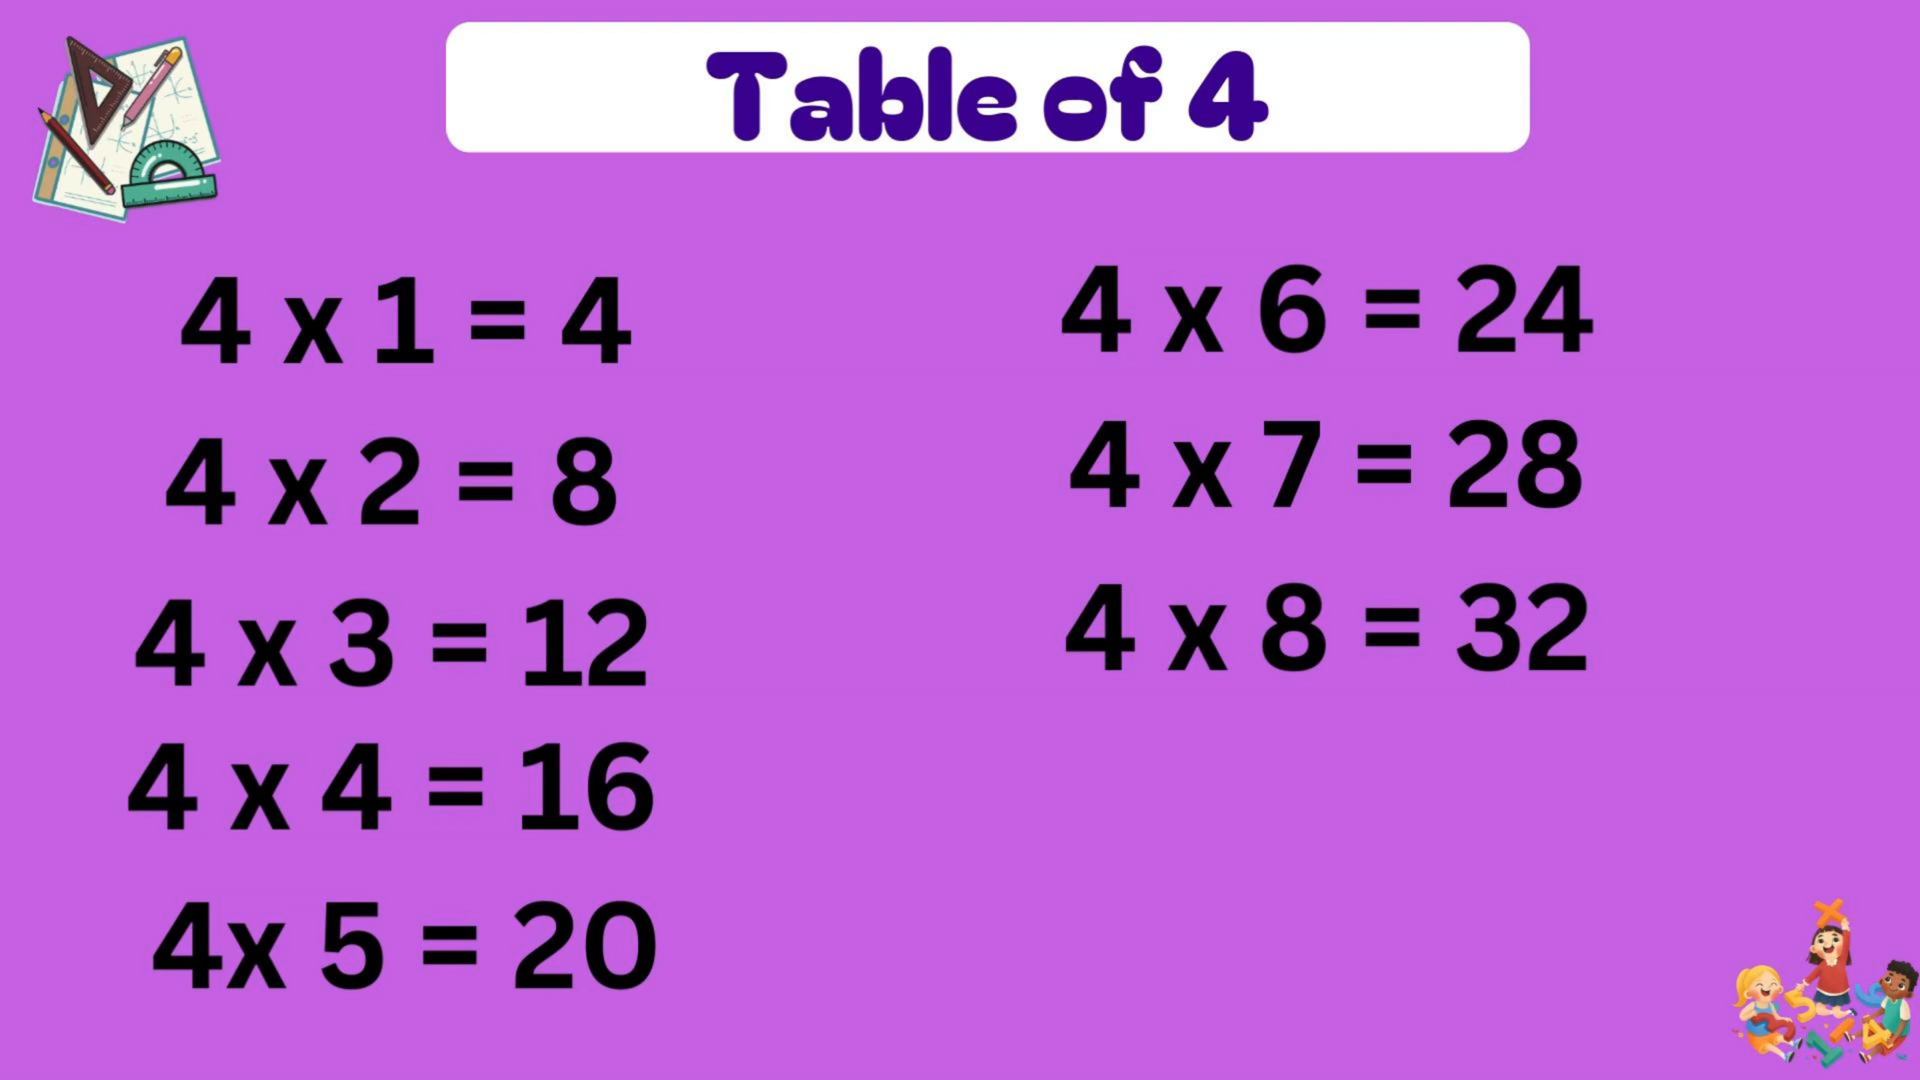 Table of 4
4 x 1 = 4
4 x 2 = 8
4 x 3 = 12
4 x 4 = 16
4x 5 = 20
4 x 6 = 24
4 x 7 = 28
4 x 8 = 32